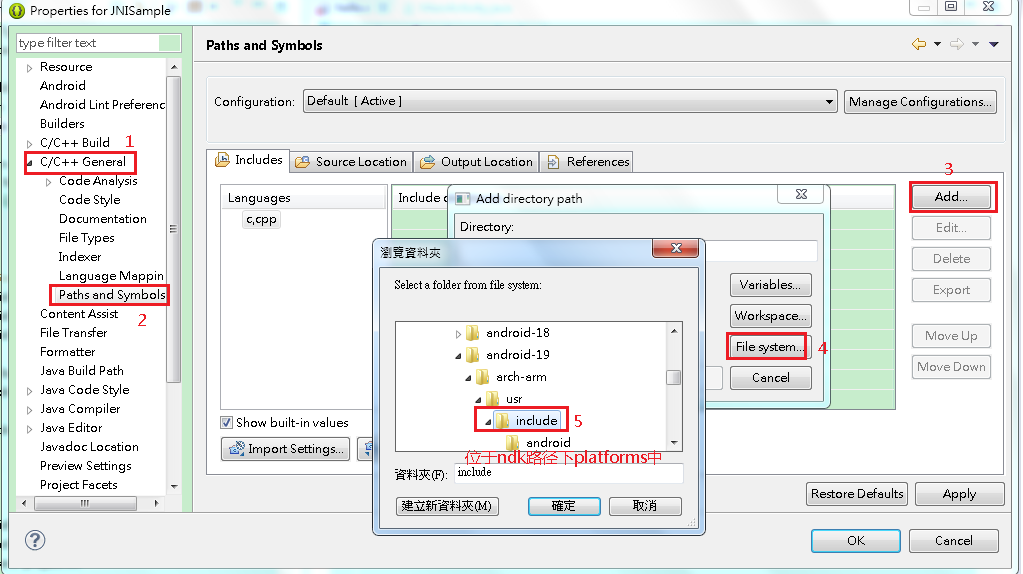 Properties for JNISample
type filter text
Paths and Symbols
Resource
Android
Android Lint Preferenc
Builders
C/C++ Build
1
C/C++ General
Code Analysis
Code Style
Documentation
File Types
Indexer
Language Mappin
Paths and Symbols
2
Content Assist
File Transfer
Formatter
Java Build Path
Java Code Style
Java Compiler
Java Editor
Javadoc Location
Preview Settings
Project Facets
Configuration:
Default [ Active ]
Manage Configurations...
Includes
Source Location
Output Location
References
Languages
c,cpp
Include
Add directory path
Directory:
Variables...
Workspace...
File system...
4
Cancel
瀏覽資料夾
Select a folder from file system:
android-18
android-19
arch-arm
usr
include
5
android
位于ndk路径下platforms中
資料夾(F):
include
建立新資料夾(M)
確定
取消
3
Add...
Edit...
Delete
Export
Move Up
Move Down
Show built-in values
Import Settings...
Restore Defaults
Apply
OK
Cancel